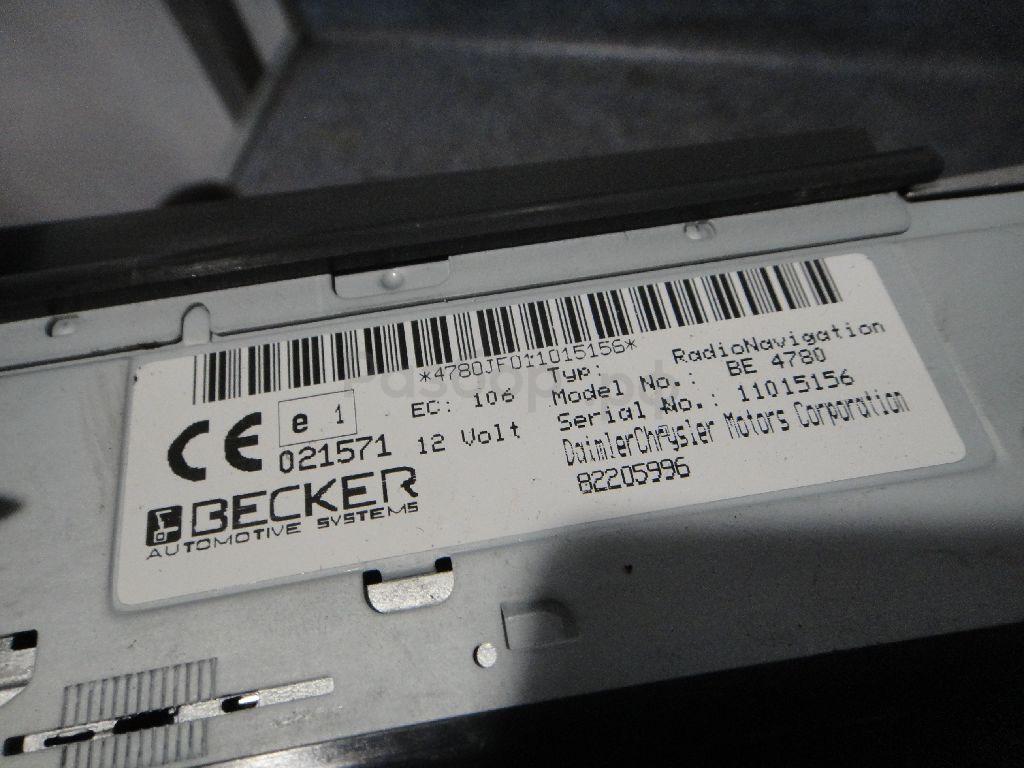 *4780JF011015156*
CE
e 1
021571
EC: 106
12 Volt
BECKER
AUTOMOTIVE SYSTEMS
Typ: RadioNavigation
Model No.: BE 4780
Serial No.: 11015156
DaimlerChrysler Motors Corporation
82205996